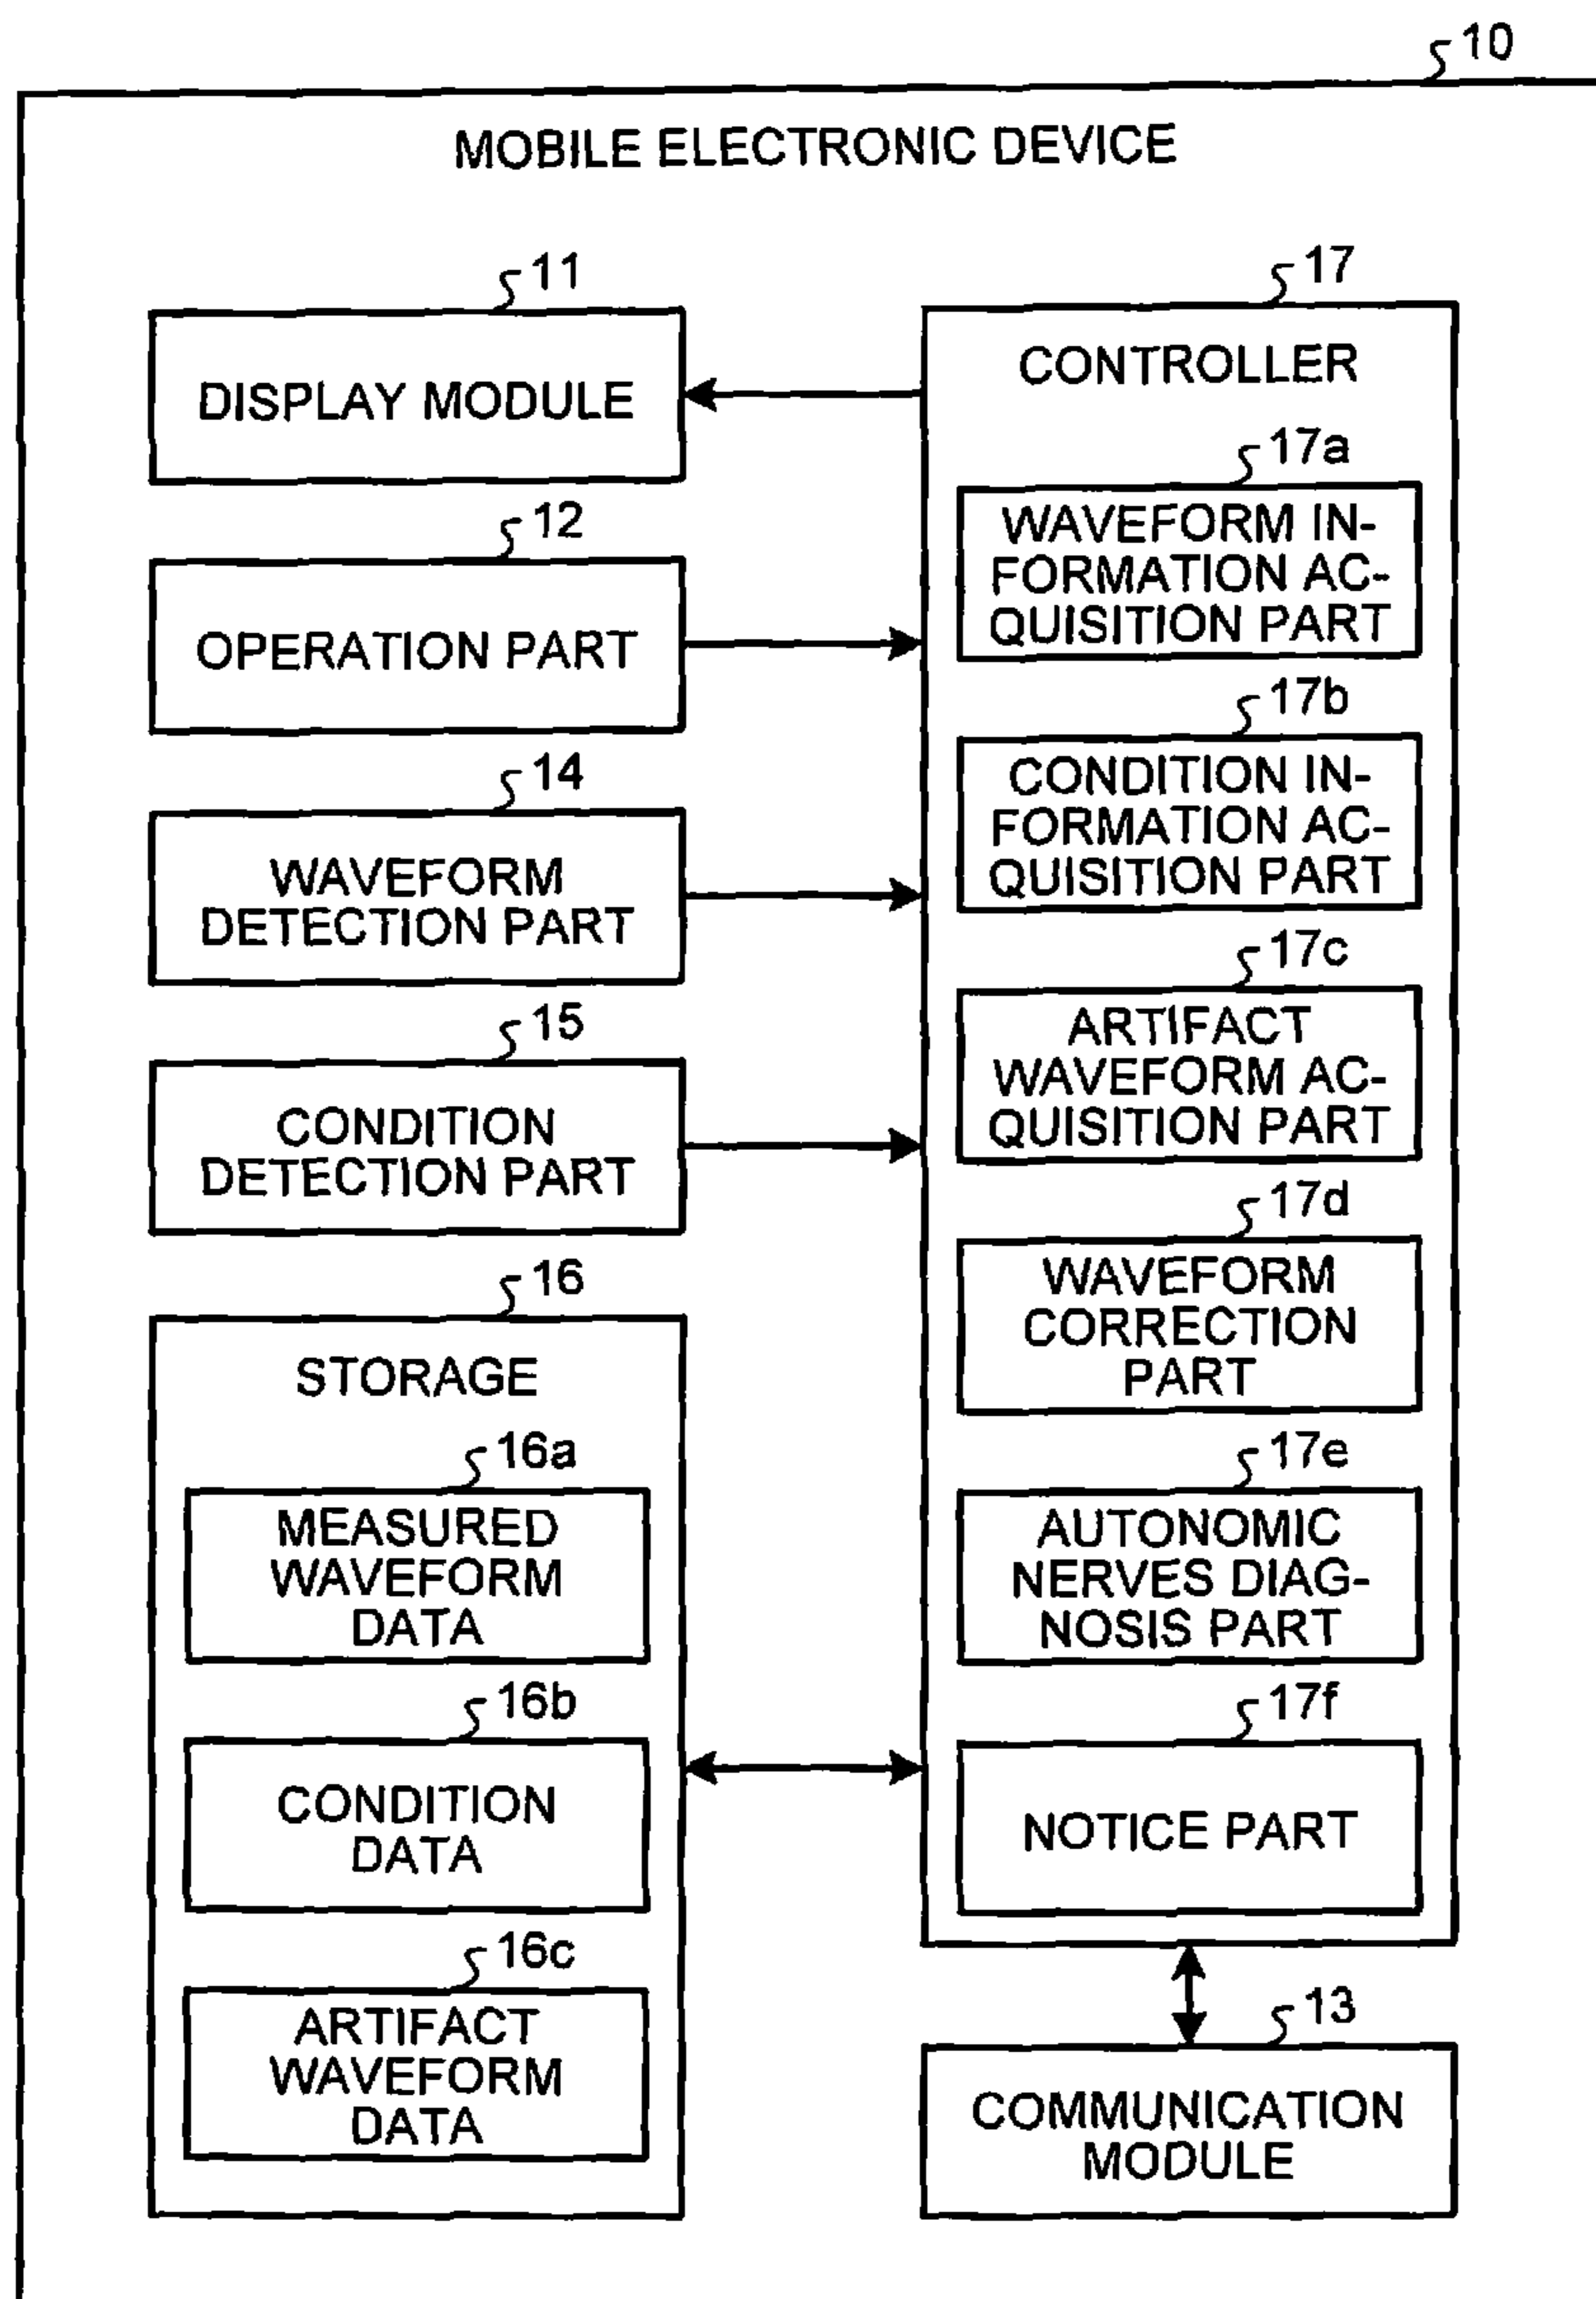 10
MOBILE ELECTRONIC DEVICE
11
DISPLAY MODULE
12
OPERATION PART
14
WAVEFORM
DETECTION PART
15
CONDITION
DETECTION PART
16
STORAGE
16a
MEASURED
WAVEFORM
DATA
16b
CONDITION
DATA
16c
ARTIFACT
WAVEFORM
DATA
17
CONTROLLER
17a
WAVEFORM IN-
FORMATION AC-
QUISITION PART
17b
CONDITION IN-
FORMATION AC-
QUISITION PART
17c
ARTIFACT
WAVEFORM AC-
QUISITION PART
17d
WAVEFORM
CORRECTION
PART
17e
AUTONOMIC
NERVES DIAG-
NOSIS PART
17f
NOTICE PART
13
COMMUNICATION
MODULE